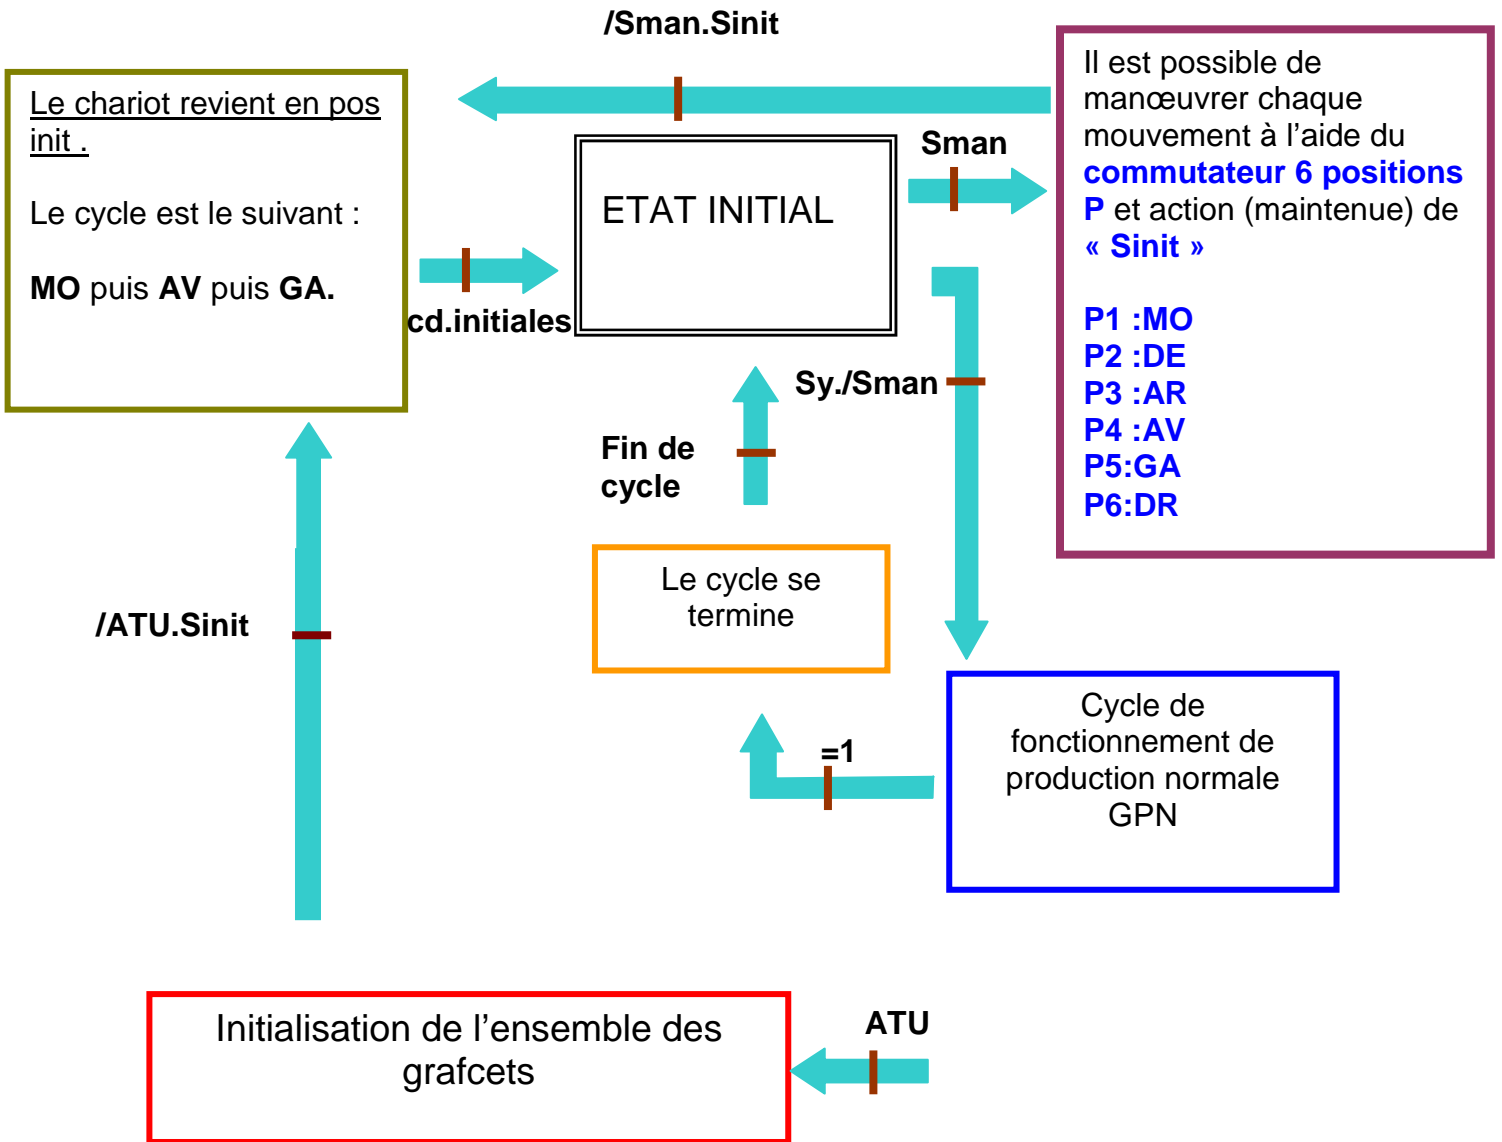 /Sman.Sinit
Le chariot revient en pos
init .
Le cycle est le suivant :
MO puis AV puis GA.
cd.initiales
ETAT INITIAL
Sman
Il est possible de
manœuvrer chaque
mouvement à l’aide du
commutateur 6 positions
P et action (maintenue) de
« Sinit »
P1 :MO
P2 :DE
P3 :AR
P4 :AV
P5:GA
P6:DR
Sy./Sman
Fin de
cycle
Le cycle se
termine
/ATU.Sinit
=1
Cycle de
fonctionnement de
production normale
GPN
Initialisation de l’ensemble des
grafcets
ATU